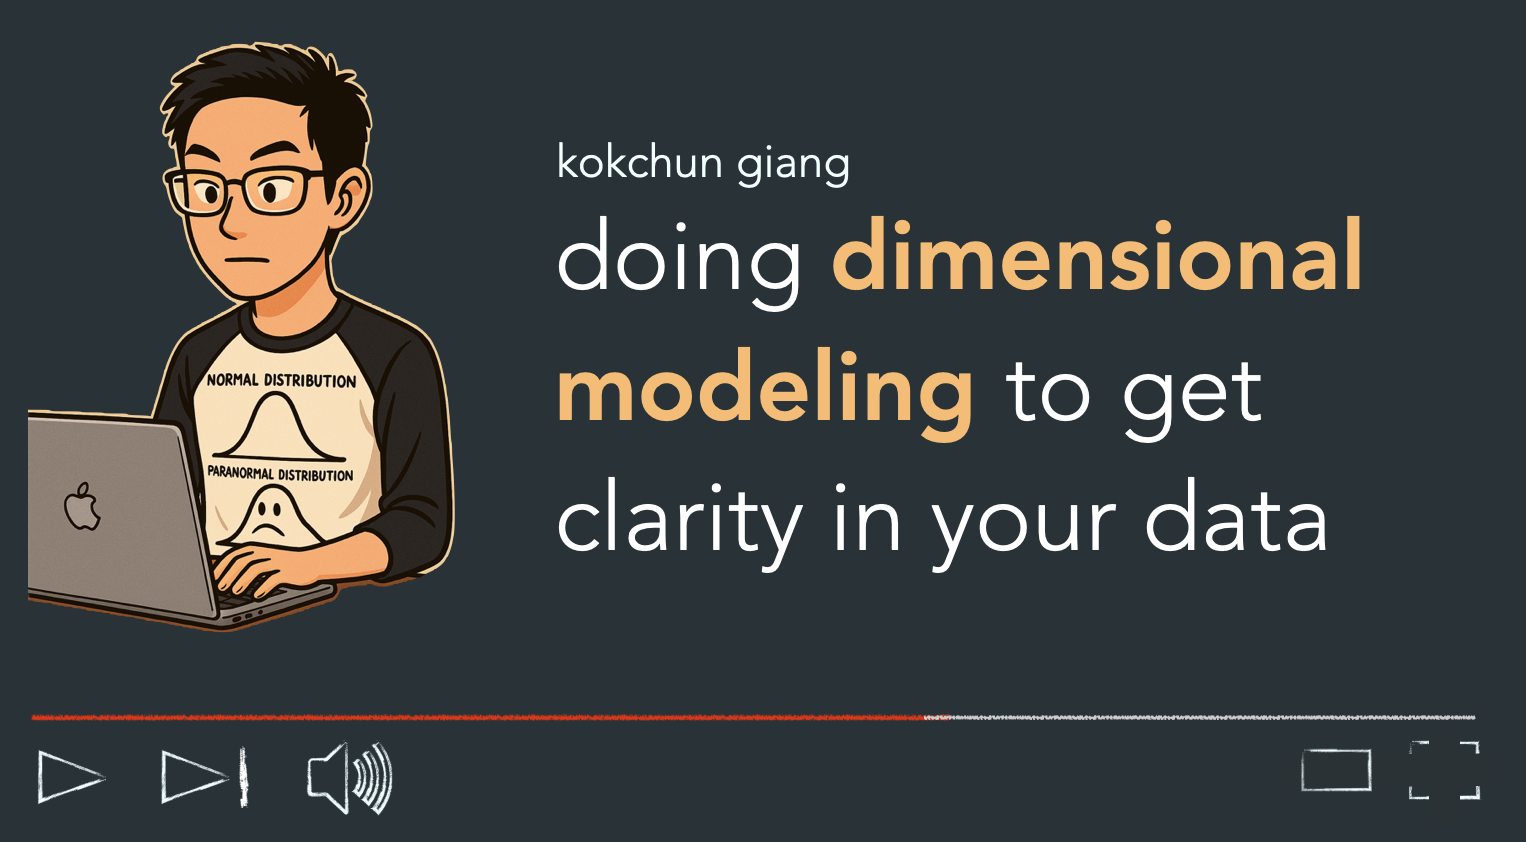 kokchun giang
doing dimensional
modeling to get
clarity in your data
NORMAL DISTRIBUTION
PARANORMAL DISTRIBUTION